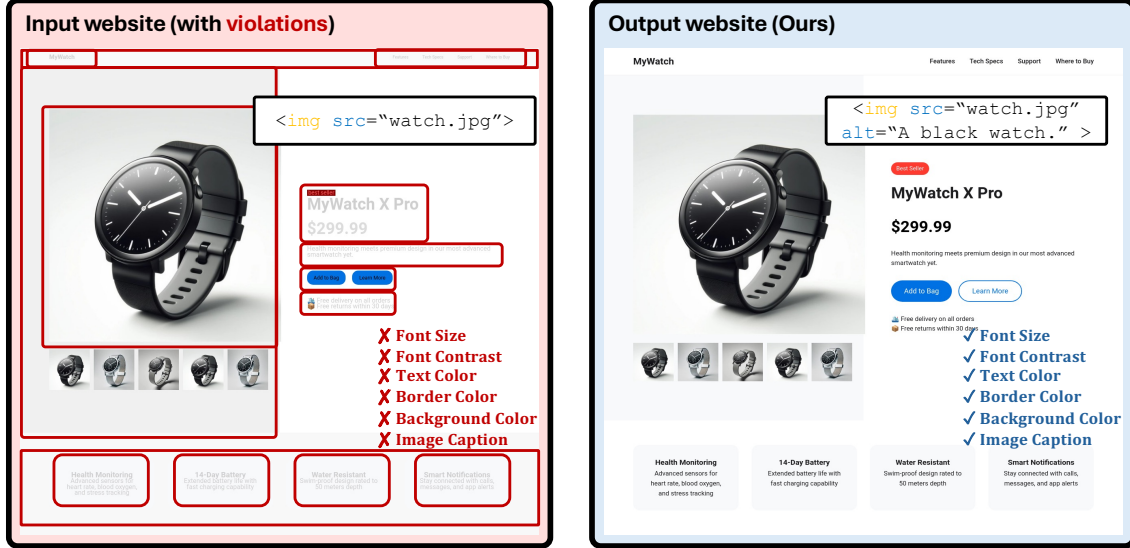 Input website (with violations)
MyWatch
Features Tech Specs Support Where to Buy
<img src=“watch.jpg”>
Best Seller
MyWatch X Pro
$299.99
Health monitoring meets premium design in our most advanced
smartwatch yet.
Add to Bag Learn More
Free delivery on all orders
Free returns within 30 days
✗ Font Size
✗ Font Contrast
✗ Text Color
✗ Border Color
✗ Background Color
✗ Image Caption
Health Monitoring
Advanced sensors for
heart rate, blood oxygen,
and stress tracking
14-Day Battery
Extended battery life with
fast charging capability
Water Resistant
Swim-proof design rated to
50 meters depth
Smart Notifications
Stay connected with calls,
messages, and app alerts
Output website (Ours)
MyWatch
Features Tech Specs Support Where to Buy
<img src=“watch.jpg”
alt=“A black watch.” >
Best Seller
MyWatch X Pro
$299.99
Health monitoring meets premium design in our most advanced
smartwatch yet.
Add to Bag Learn More
Free delivery on all orders
Free returns within 30 days
✓ Font Size
✓ Font Contrast
✓ Text Color
✓ Border Color
✓ Background Color
✓ Image Caption
Health Monitoring
Advanced sensors for
heart rate, blood oxygen,
and stress tracking
14-Day Battery
Extended battery life with
fast charging capability
Water Resistant
Swim-proof design rated to
50 meters depth
Smart Notifications
Stay connected with calls,
messages, and app alerts